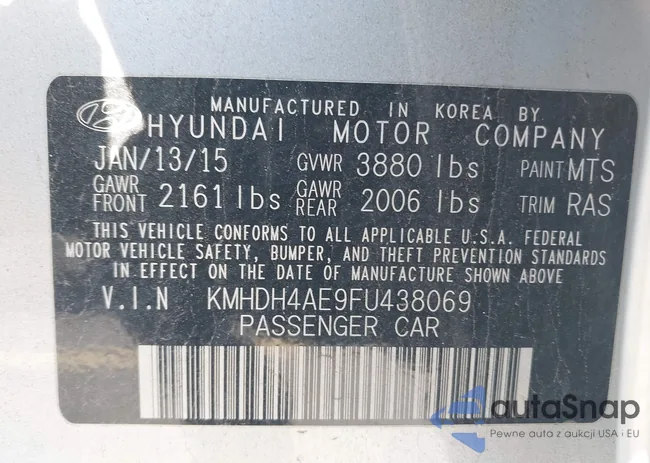 MANUFACTURED IN KOREA BY
HYUNDAI MOTOR COMPANY
JAN/13/15 GVWR 3880 lbs PAINT MTS
GAWR FRONT 2161 lbs GAWR REAR 2006 lbs TRIM RAS
THIS VEHICLE CONFORMS TO ALL APPLICABLE U.S.A. FEDERAL
MOTOR VEHICLE SAFETY, BUMPER, AND THEFT PREVENTION STANDARDS
IN EFFECT ON THE DATE OF MANUFACTURE SHOWN ABOVE
V.I.N KMHDH4AE9FU438069
PASSENGER CAR
autaSnap
Pewne auta z aukcji USA i EU